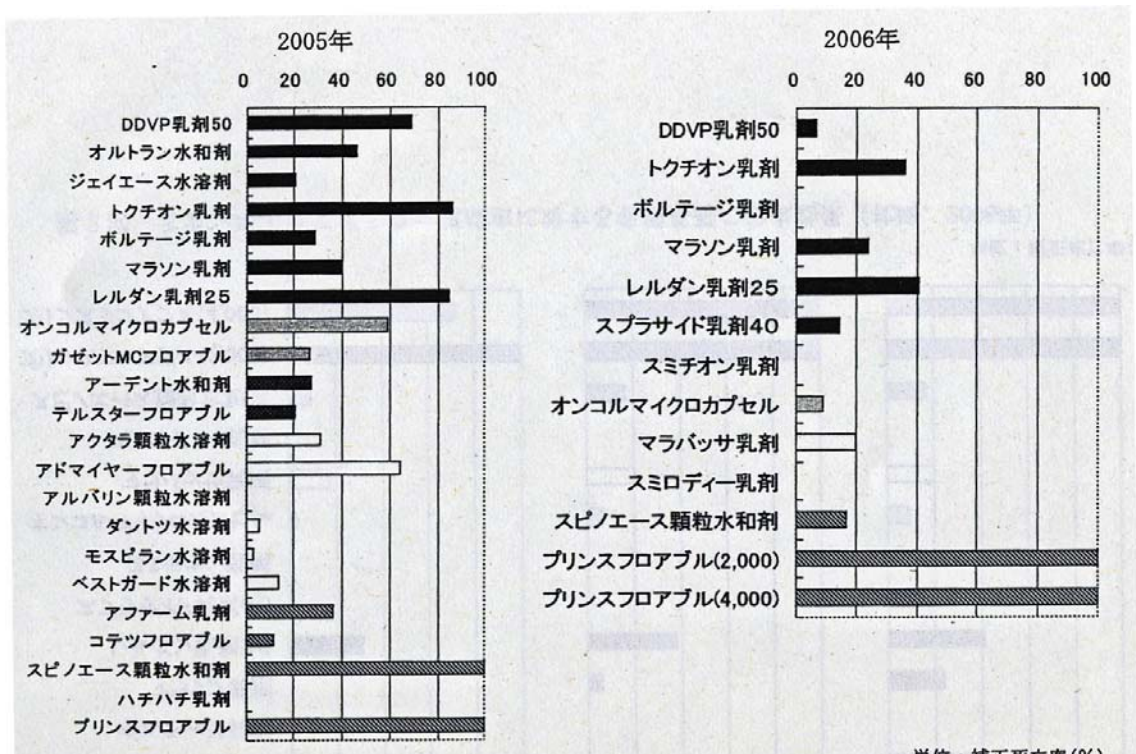 2005年
0 20 40 60 80 100
DDVP乳剤50
オルトラン水和剤
ジェイエース水溶剤
トクチオン乳剤
ボルテージ乳剤
マラソン乳剤
レルダン乳剤25
オンコルマイクロカプセル
ガゼットMCフロアブル
アーデント水和剤
テルスターフロアブル
アクタラ顆粒水溶剤
アドマイヤーフロアブル
アルバリン顆粒水溶剤
ダントツ水溶剤
モスピラン水溶剤
ベストガード水溶剤
アファーム乳剤
コテツフロアブル
スピノエース顆粒水和剤
ハチハチ乳剤
プリンスフロアブル
2006年
0 20 40 60 80 100
DDVP乳剤50
トクチオン乳剤
ボルテージ乳剤
マラソン乳剤
レルダン乳剤25
スプラサイド乳剤40
スミチオン乳剤
オンコルマイクロカプセル
マラバッサ乳剤
スミロディー乳剤
スピノエース顆粒水和剤
プリンスフロアブル(2,000)
プリンスフロアブル(4,000)